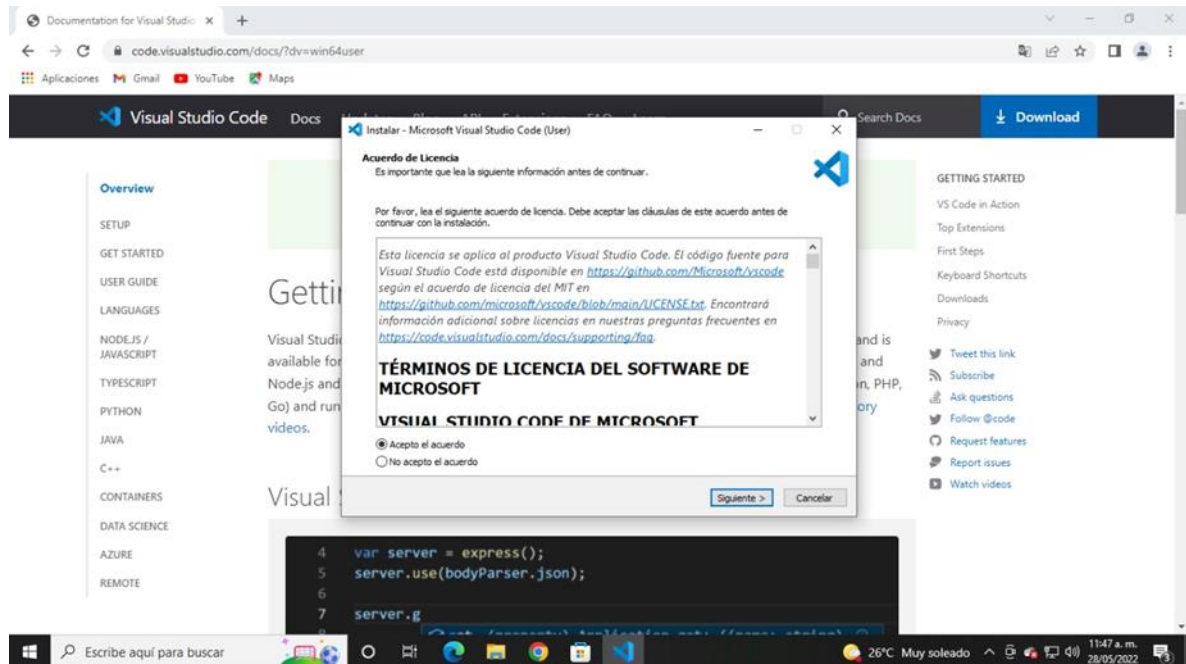 Documentation for Visual Studio
code.visualstudio.com/docs/?dv=win64user
Aplicaciones Gmail YouTube Maps
Visual Studio Code Docs Search Docs Download
Instalar - Microsoft Visual Studio Code (User)
Acuerdo de Licencia
Es importante que lea la siguiente información antes de continuar.
Por favor, lea el siguiente acuerdo de licencia. Debe aceptar las cláusulas de este acuerdo antes de
continuar con la instalación.
Esta licencia se aplica al producto Visual Studio Code. El código fuente para
Visual Studio Code está disponible en https://github.com/Microsoft/vscode
según el acuerdo de licencia del MIT en
https://github.com/microsoft/vscode/blob/main/LICENSE.txt. Encontrará
información adicional sobre licencias en nuestras preguntas frecuentes en
https://code.visualstudio.com/docs/supporting/faq.
TÉRMINOS DE LICENCIA DEL SOFTWARE DE
MICROSOFT
VISUAL STUDIO CODE DE MICROSOFT
Acepto el acuerdo
No acepto el acuerdo
Siguiente > Cancelar
Overview
SETUP
GET STARTED
USER GUIDE
LANGUAGES
NODE.JS /
JAVASCRIPT
TYPESCRIPT
PYTHON
JAVA
C++
CONTAINERS
DATA SCIENCE
AZURE
REMOTE
Getti
Visual Studi and is
available for and
Node.js and on, PHP,
Go) and run ory
videos.
Visual
4 var server = express();
5 server.use(bodyParser.json);
6
7 server.g
GETTING STARTED
VS Code in Action
Top Extensions
First Steps
Keyboard Shortcuts
Downloads
Privacy
Tweet this link
Subscribe
Ask questions
Follow @code
Request features
Report issues
Watch videos
Escribe aquí para buscar
26°C Muy soleado
11:47 a. m.
28/05/2022